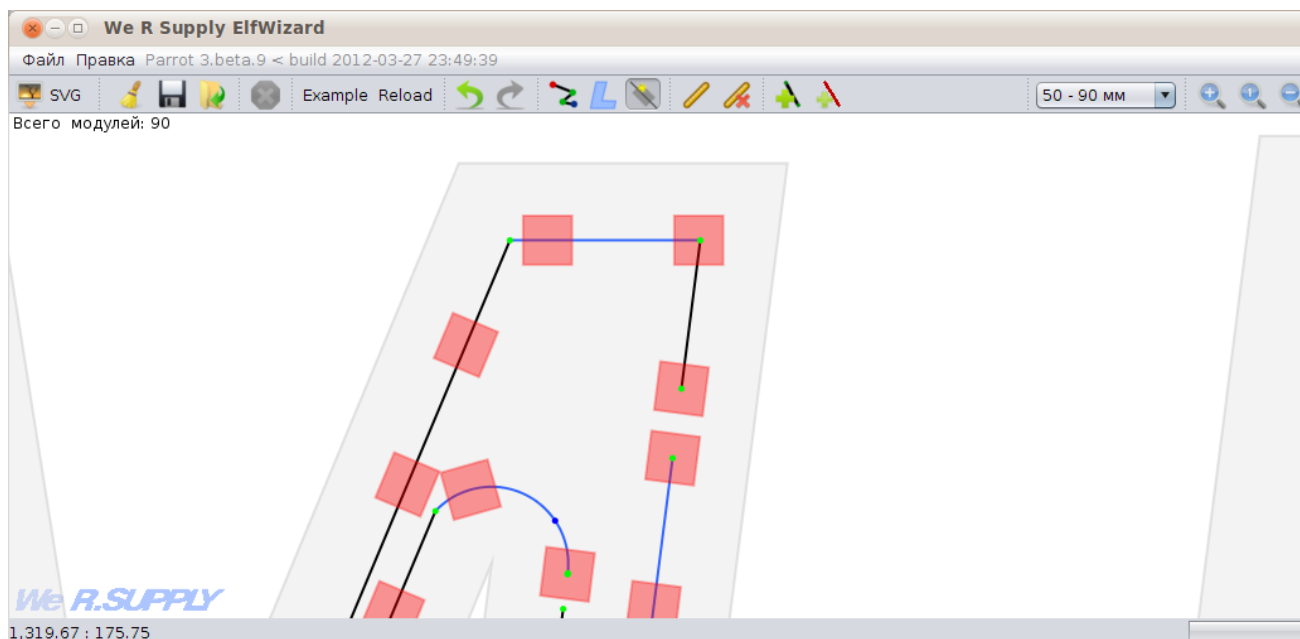 We R Supply ElfWizard
Файл Правка Parrot 3.beta.9 < build 2012-03-27 23:49:39
SVG Example Reload 50 - 90 мм
Всего модулей: 90
We R.SUPPLY
1,319.67 : 175.75